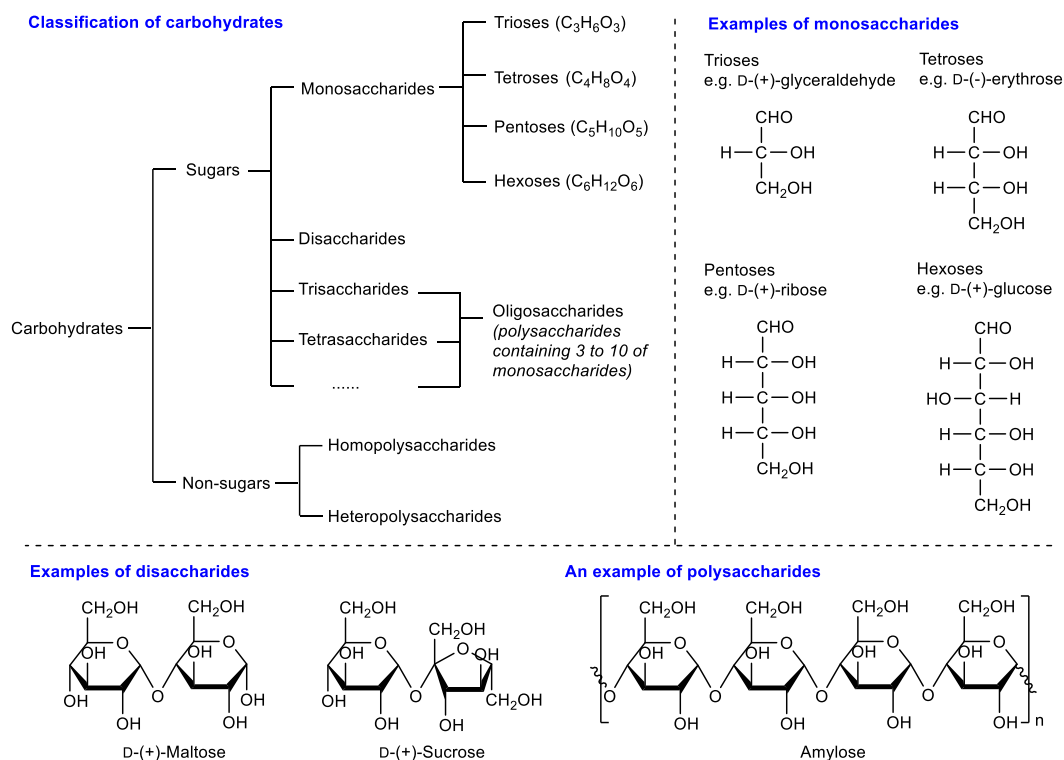 Classification of carbohydrates
Carbohydrates
Sugars
Non-sugars
Monosaccharides
Trioses (C₃H₆O₃)
Tetroses (C₄H₈O₄)
Pentoses (C₅H₁₀O₅)
Hexoses (C₆H₁₂O₆)
Disaccharides
Trisaccharides
Tetrasaccharides
......
Oligosaccharides
(polysaccharides
containing 3 to 10 of
monosaccharids)
Homopolysaccharides
Heteropolysaccharides
Examples of monosaccharides
Trioses
e.g. D-(+)-glyceraldehyde
CHO
H C OH
CH₂OH
Tetroses
e.g. D-(-)-erythrose
CHO
H C OH
H C OH
CH₂OH
Pentoses
e.g. D-(+)-ribose
CHO
H C OH
H C OH
H C OH
CH₂OH
Hexoses
e.g. D-(+)-glucose
CHO
H C OH
HO C H
H C OH
H C OH
CH₂OH
Examples of disaccharides
CH₂OH CH₂OH
O O
OH OH
OH O OH
OH OH
D-(+)-Maltose
CH₂OH
O CH₂OH O OH
OH
OH O CH₂OH
OH OH
D-(+)-Sucrose
An example of polysaccharides
CH₂OH CH₂OH CH₂OH CH₂OH
O O O O
OH OH OH OH
O O O O
OH OH OH OH n
Amylose